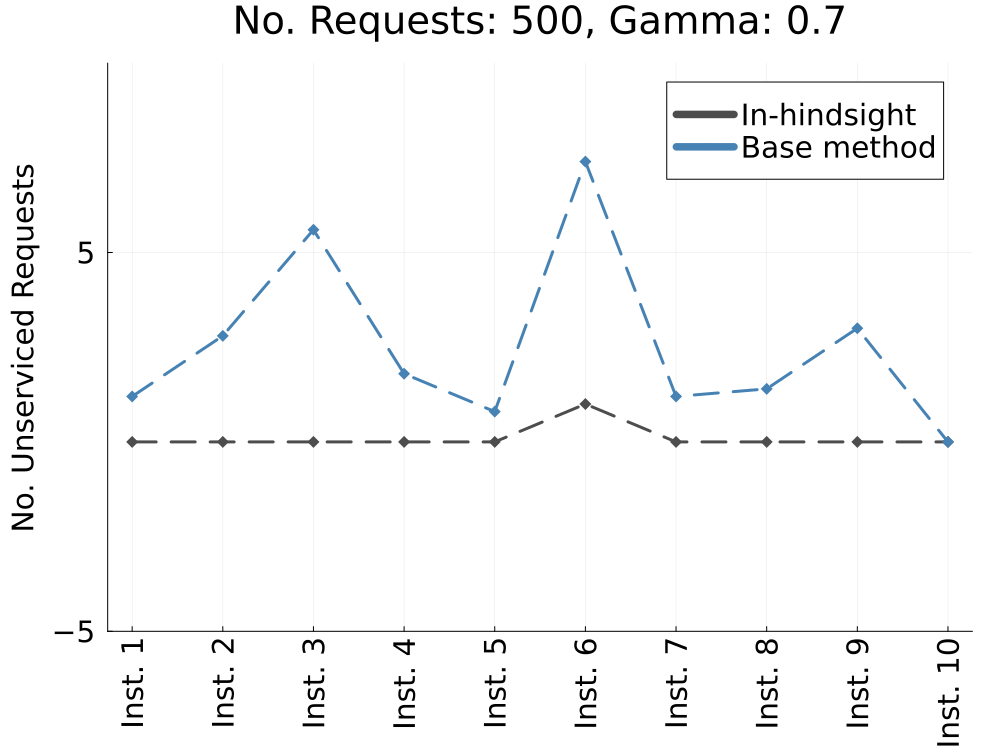 No. Requests: 500, Gamma: 0.7
In-hindsight
Base method
No. Unserviced Requests
5
−5
Inst. 1
Inst. 2
Inst. 3
Inst. 4
Inst. 5
Inst. 6
Inst. 7
Inst. 8
Inst. 9
Inst. 10